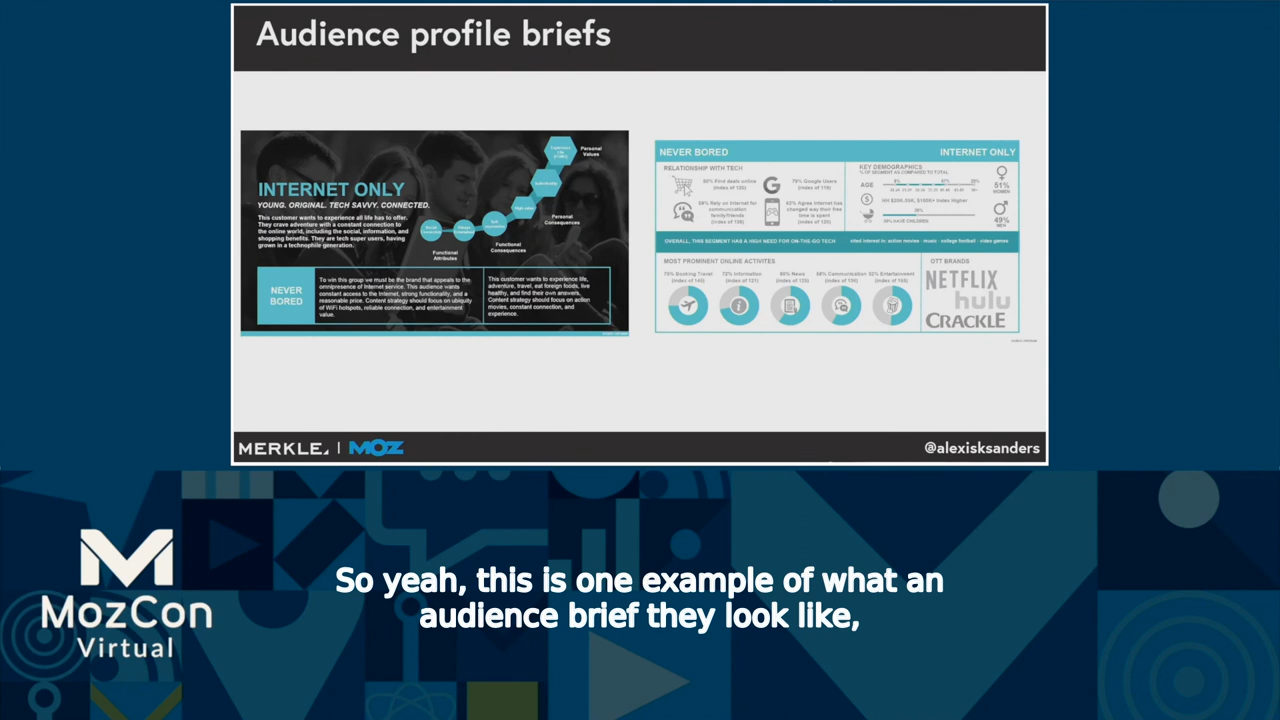 Audience profile briefs
INTERNET ONLY
YOUNG. ORIGINAL. TECH SAVVY. CONNECTED.
This customer wants to experience all life has to offer.
They crave adventure with a constant connection to
the online world, including the social, information, and
shopping benefits. They are tech super users, having
grown in a technophile generation.
Personal
Values
Personal
Consequences
Functional
Consequences
Functional
Attributes
NEVER
BORED
To win this group we must be the brand that appeals to the
omnipresence of Internet service. This audience wants
constant access to the Internet, strong functionality, and a
reasonable price. Content strategy should focus on ubiquity
of WiFi hotspots, reliable connection, and entertainment
value.
This customer wants to experience life,
adventure, travel, eat foreign foods, live
healthy, and find their own answers.
Content strategy should focus on action
movies, constant connection, and
experience.
NEVER BORED
INTERNET ONLY
RELATIONSHIP WITH TECH
KEY DEMOGRAPHICS
% OF SEGMENT AS COMPARED TO TOTAL
AGE
51%
49%
MEN
OVERALL, THIS SEGMENT HAS A HIGH NEED FOR ON-THE-GO TECH
MOST PROMINENT ONLINE ACTIVITES
OTT BRANDS
NETFLIX
hulu
CRACKLE
MERKLE | MOZ
@alexisksanders
M
MozCon
Virtual
So yeah, this is one example of what an
audience brief they look like,